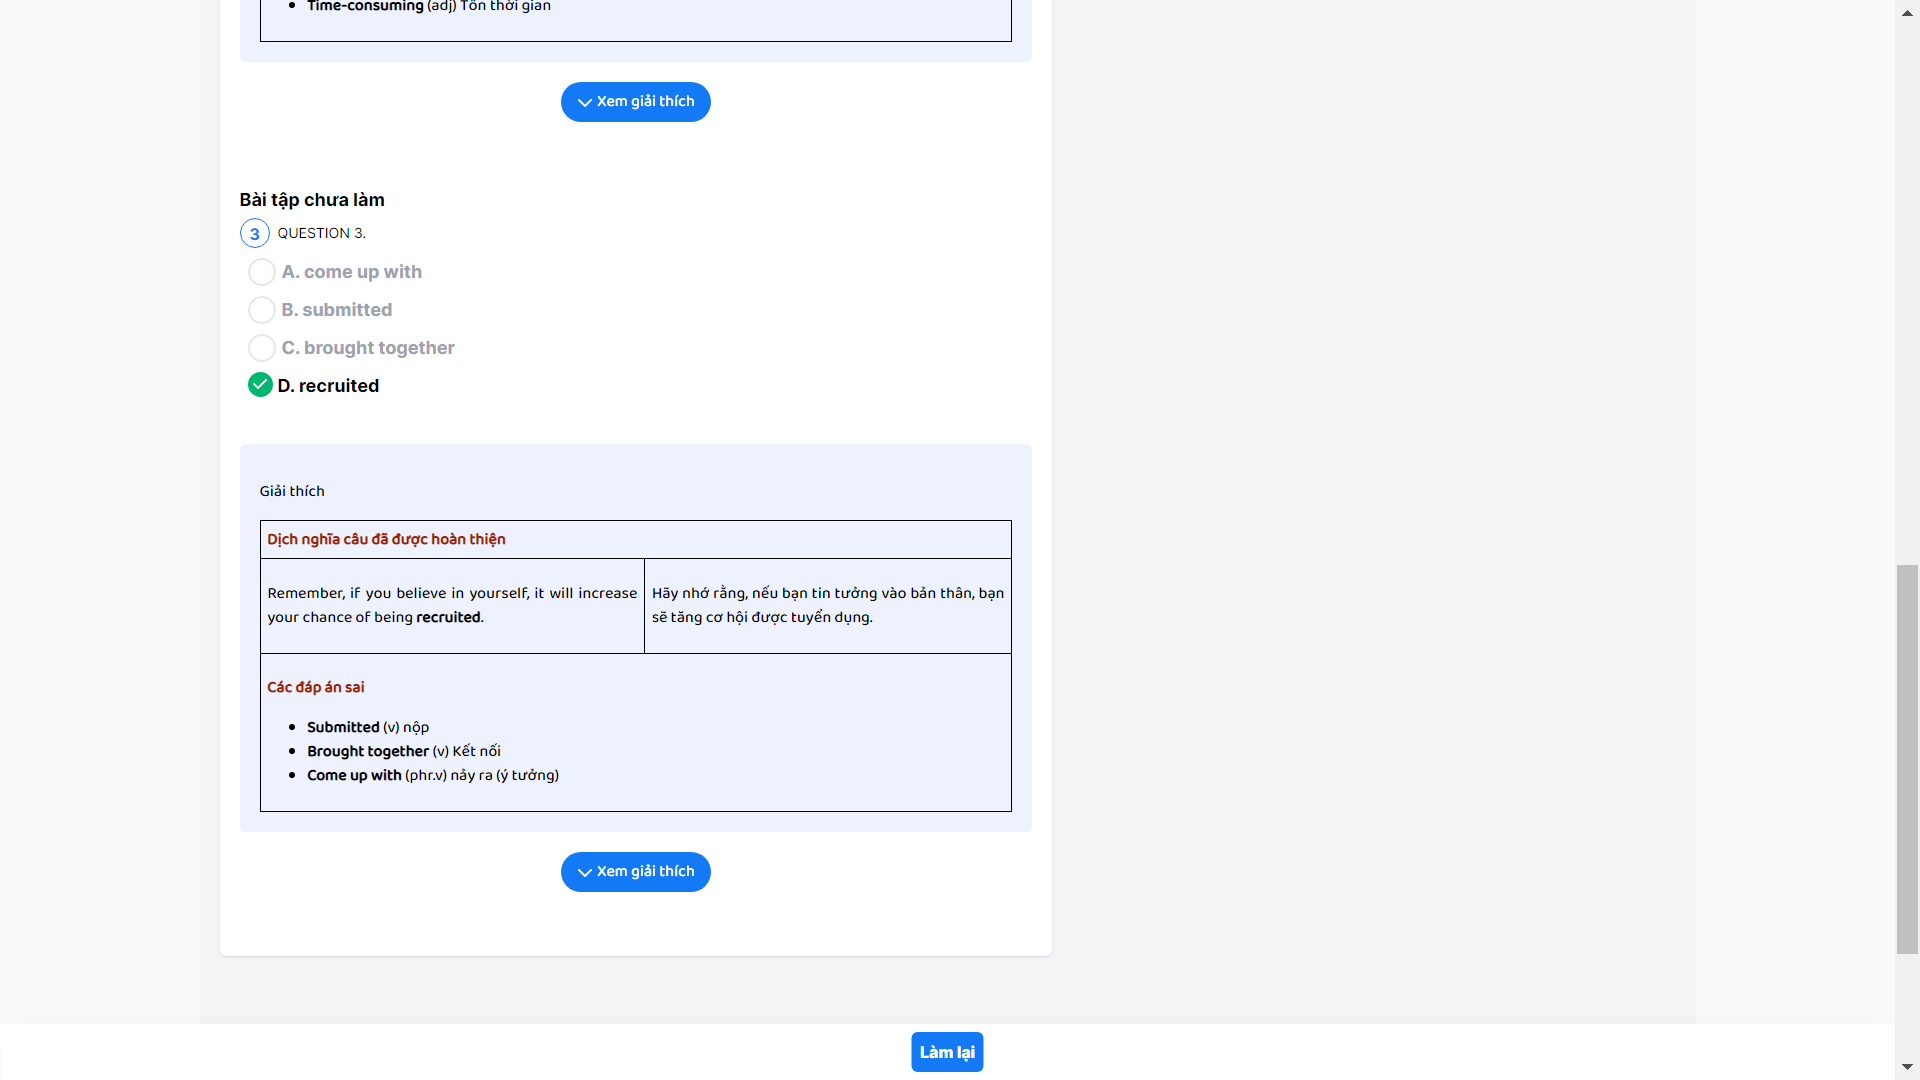 Time-consuming (adj) Tốn thời gian
Xem giải thích
Bài tập chưa làm
3 QUESTION 3.
A. come up with
B. submitted
C. brought together
D. recruited
Giải thích
Dịch nghĩa câu đã được hoàn thiện
Remember, if you believe in yourself, it will increase
your chance of being recruited.
Hãy nhớ rằng, nếu bạn tin tưởng vào bản thân, bạn
sẽ tăng cơ hội được tuyển dụng.
Các đáp án sai
Submitted (v) nộp
Brought together (v) Kết nối
Come up with (phr.v) nảy ra (ý tưởng)
Xem giải thích
Làm lại